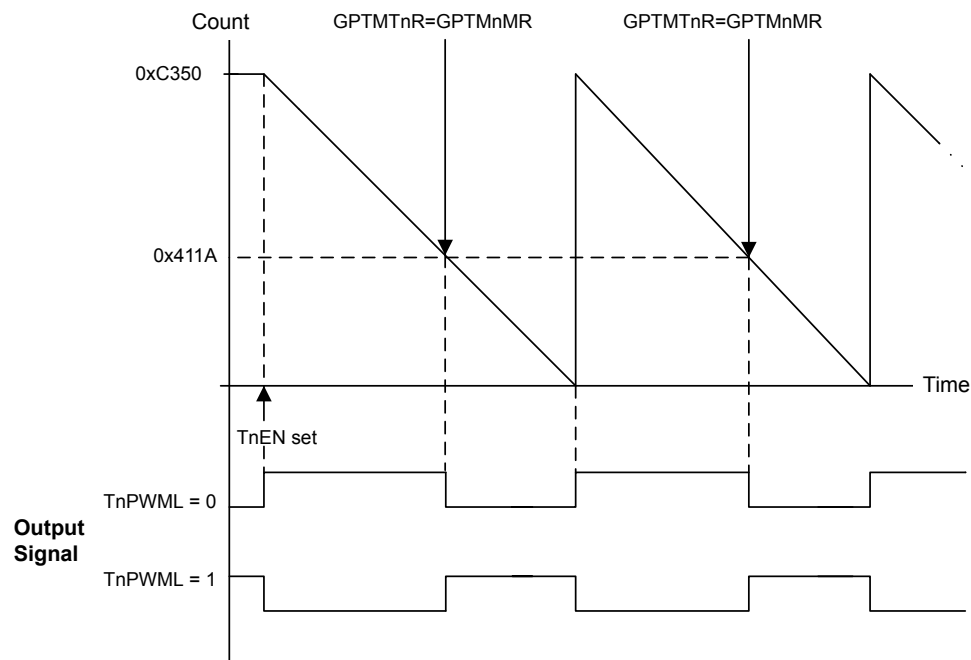 Count
GPTMTnR=GPTMnMR
GPTMTnR=GPTMnMR
0xC350
0x411A
Time
TnEN set
TnPWML = 0
Output
Signal
TnPWML = 1